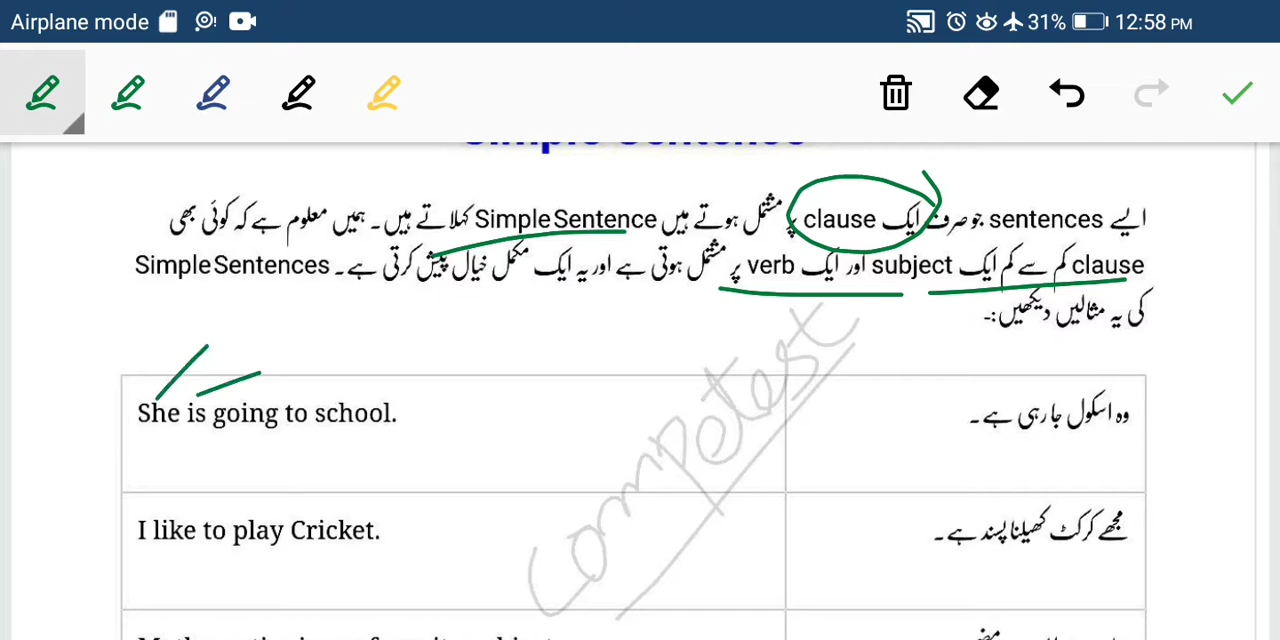 Airplane mode 31% 12:58 PM
Simple Sentence
ایسے sentences جو صرف ایک clause پر مشتمل ہوتے ہیں Simple Sentence کہلاتے ہیں۔ ہمیں معلوم ہے کہ کوئی بھی
clause کم سے کم ایک subject اور ایک verb پر مشتمل ہوتی ہے اور یہ ایک مکمل خیال پیش کرتی ہے۔ Simple Sentences
کی یہ مثالیں دیکھیں:۔
She is going to school. وہ اسکول جا رہی ہے۔
I like to play Cricket. مجھے کرکٹ کھیلنا پسند ہے۔
competest